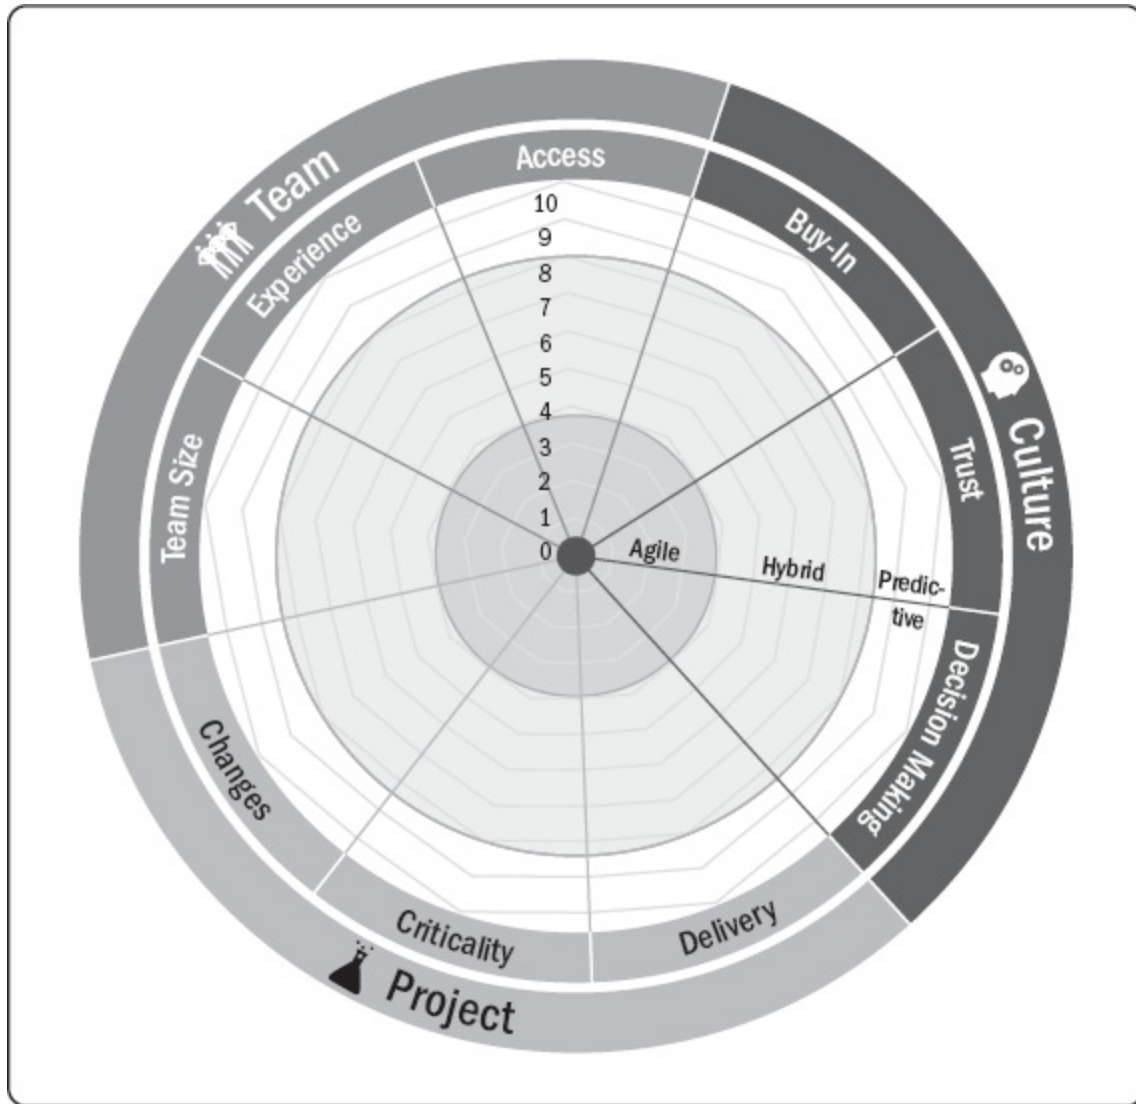 Team
Culture
Project
Access
Buy-In
Trust
Decision Making
Delivery
Criticality
Changes
Team Size
Experience
10
9
8
7
6
5
4
3
2
1
0
Agile
Hybrid
Predic-
tive